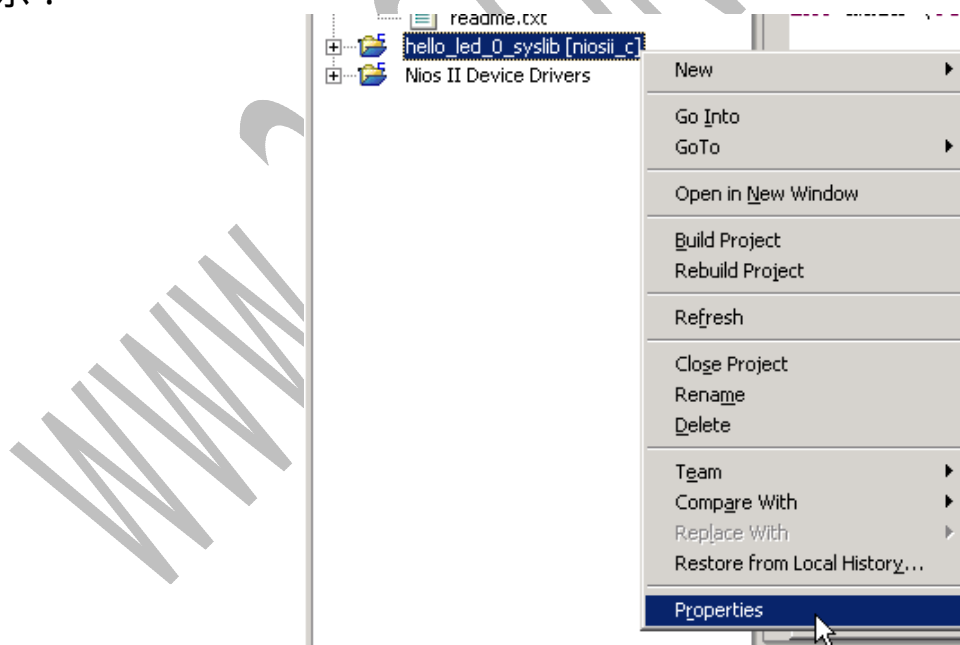 readme.txt
hello_led_0_syslib [niosii_c]
Nios II Device Drivers
New
Go Into
GoTo
Open in New Window
Build Project
Rebuild Project
Refresh
Close Project
Rename
Delete
Team
Compare With
Replace With
Restore from Local History...
Properties
WWW